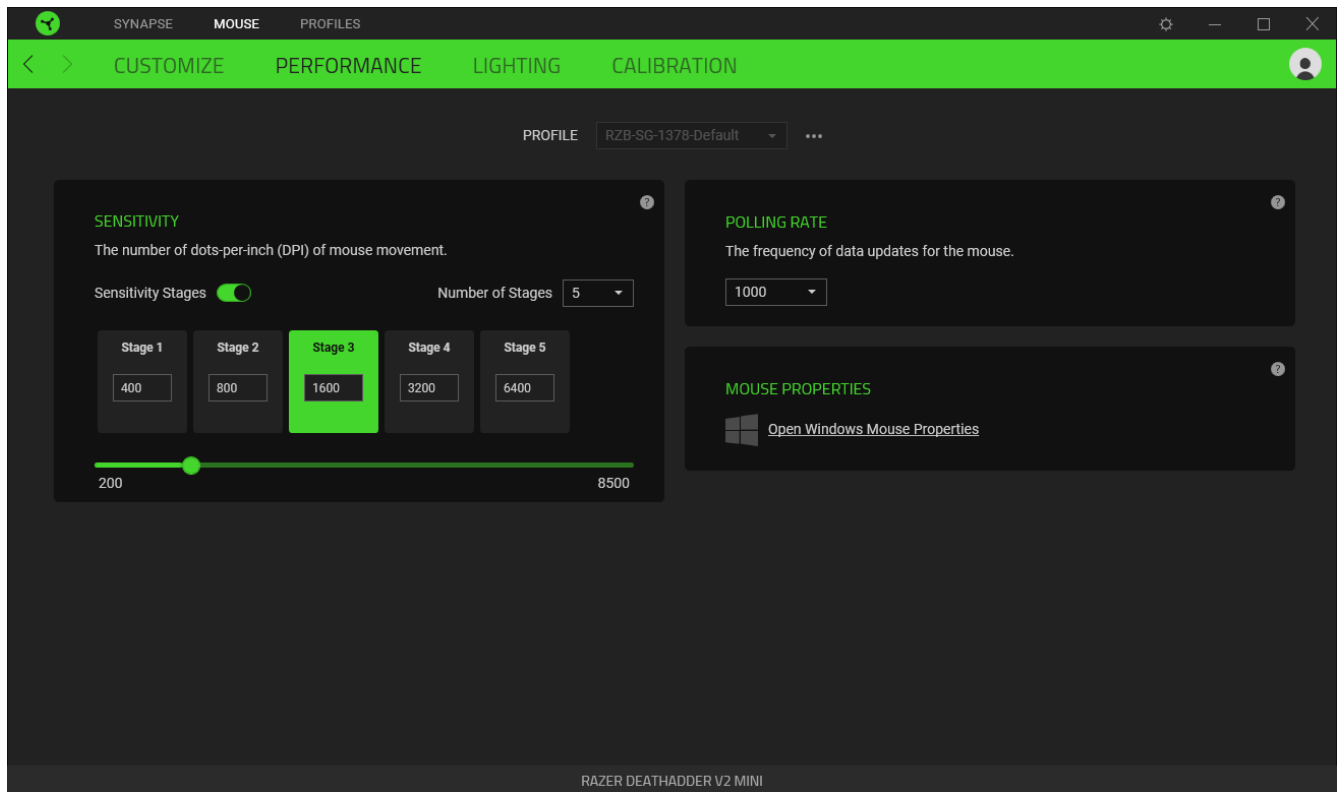 SYNAPSE MOUSE PROFILES
CUSTOMIZE PERFORMANCE LIGHTING CALIBRATION
PROFILE RZB-SG-1378-Default
SENSITIVITY
The number of dots-per-inch (DPI) of mouse movement.
Sensitivity Stages Number of Stages 5
Stage 1 Stage 2 Stage 3 Stage 4 Stage 5
400 800 1600 3200 6400
200 8500
POLLING RATE
The frequency of data updates for the mouse.
1000
MOUSE PROPERTIES
Open Windows Mouse Properties
RAZER DEATHADDER V2 MINI